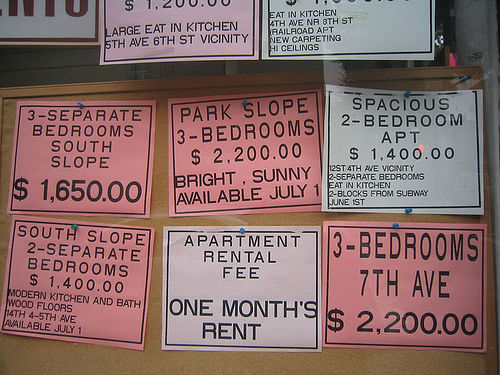 $ 1,200.00
LARGE EAT IN KITCHEN
5TH AVE 6TH ST VICINITY
EAT IN KITCHEN
4TH AVE NR 9TH ST
RAILROAD APT
NEW CARPETING
HI CEILINGS
3-SEPARATE
BEDROOMS
SOUTH
SLOPE
$ 1,650.00
PARK SLOPE
3-BEDROOMS
$ 2,200.00
BRIGHT , SUNNY
AVAILABLE JULY 1
SPACIOUS
2-BEDROOM
APT
$ 1,400.00
12ST 4TH AVE VICINITY
2-SEPARATE BEDROOMS
EAT IN KITCHEN
2-BLOCKS FROM SUBWAY
JUNE 1ST
SOUTH SLOPE
2-SEPARATE
BEDROOMS
$ 1,400.00
MODERN KITCHEN AND BATH
WOOD FLOORS
14TH 4-5TH AVE
AVAILABLE JULY 1
APARTMENT
RENTAL
FEE
ONE MONTH'S
RENT
3-BEDROOMS
7TH AVE
$ 2,200.00